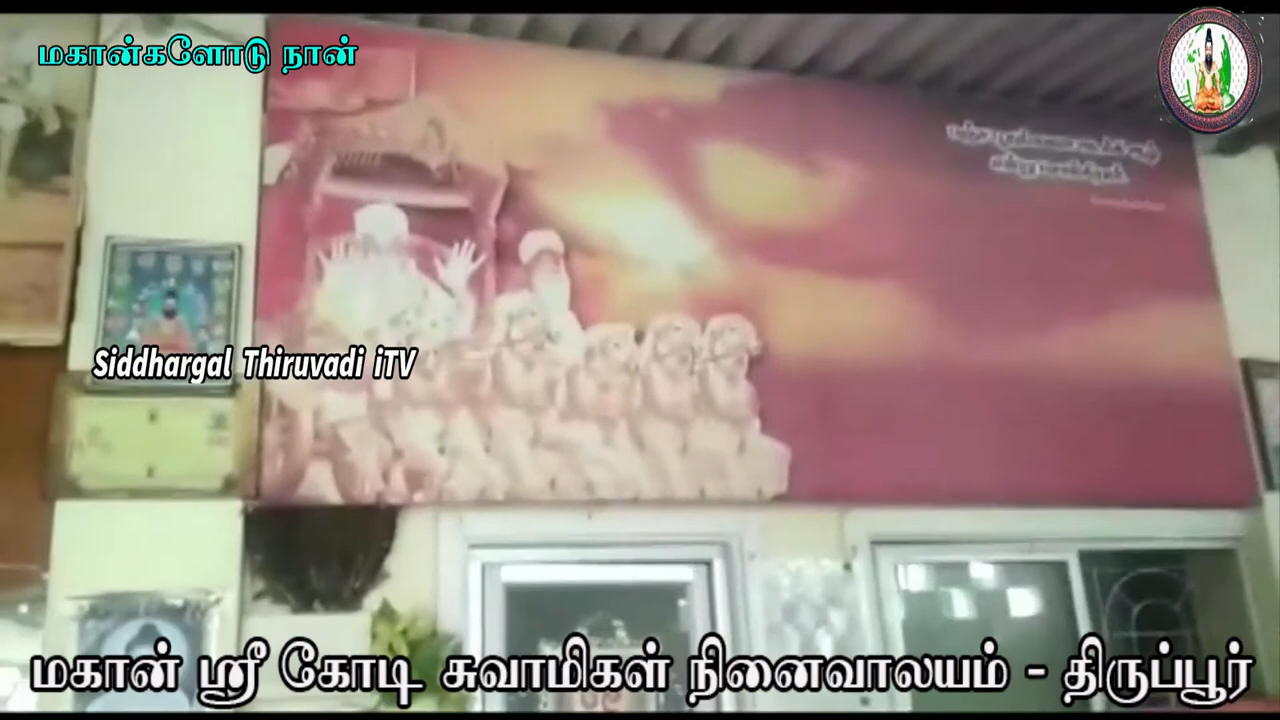 மகான்களோடு நான்
Siddhargal Thiruvadi iTV
மகான் ஸ்ரீ கோடி சுவாமிகள் நினைவாலயம் - திருப்பூர்